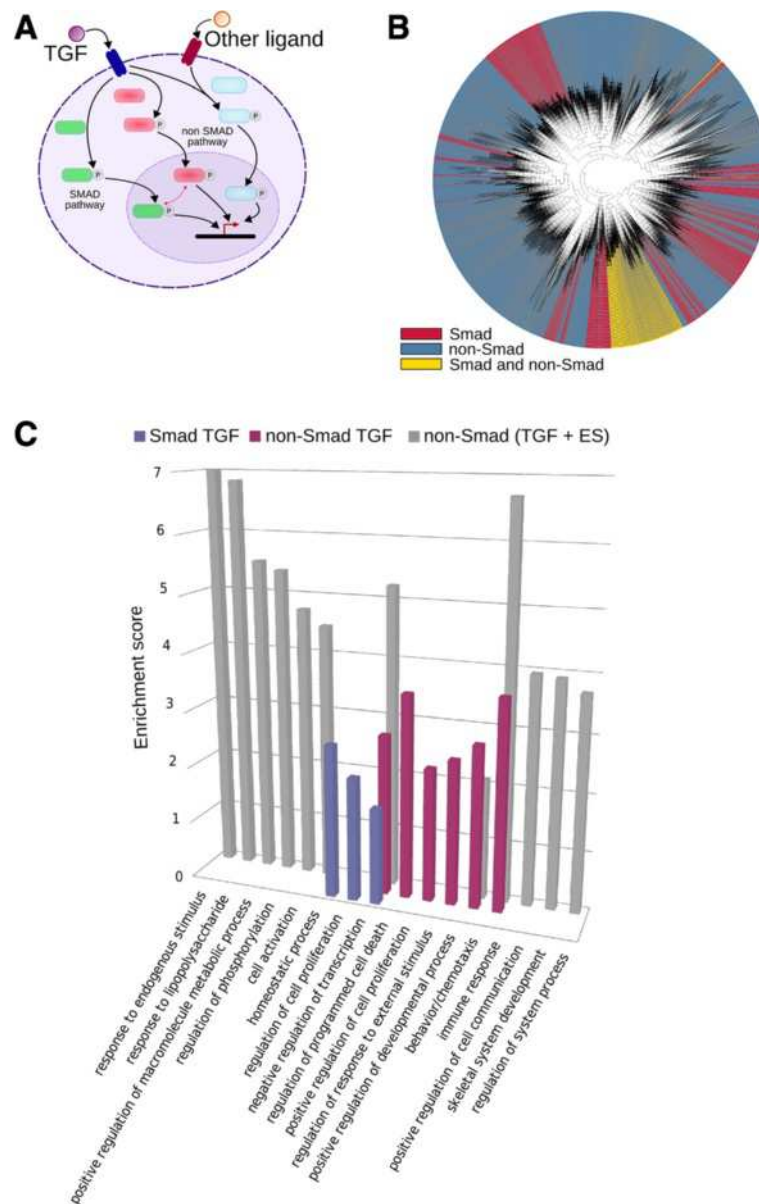 A
TGF
Other ligand
P
P
P
non SMAD
pathway
P
P
P
P
SMAD
pathway
B
Smad
non-Smad
Smad and non-Smad
C
Smad TGF
non-Smad TGF
non-Smad (TGF + ES)
Enrichment score
7
6
5
4
3
2
1
0
response to endogenous stimulus
response to lipopolysaccharide
positive regulation of macromolecule metabolic process
regulation of phosphorylation
cell activation
homeostatic process
regulation of cell proliferation
negative regulation of transcription
regulation of programmed cell death
positive regulation of cell proliferation
regulation of response to external stimulus
positive regulation of developmental process
behavior/chemotaxis
immune response
positive regulation of cell communication
skeletal system development
regulation of system process